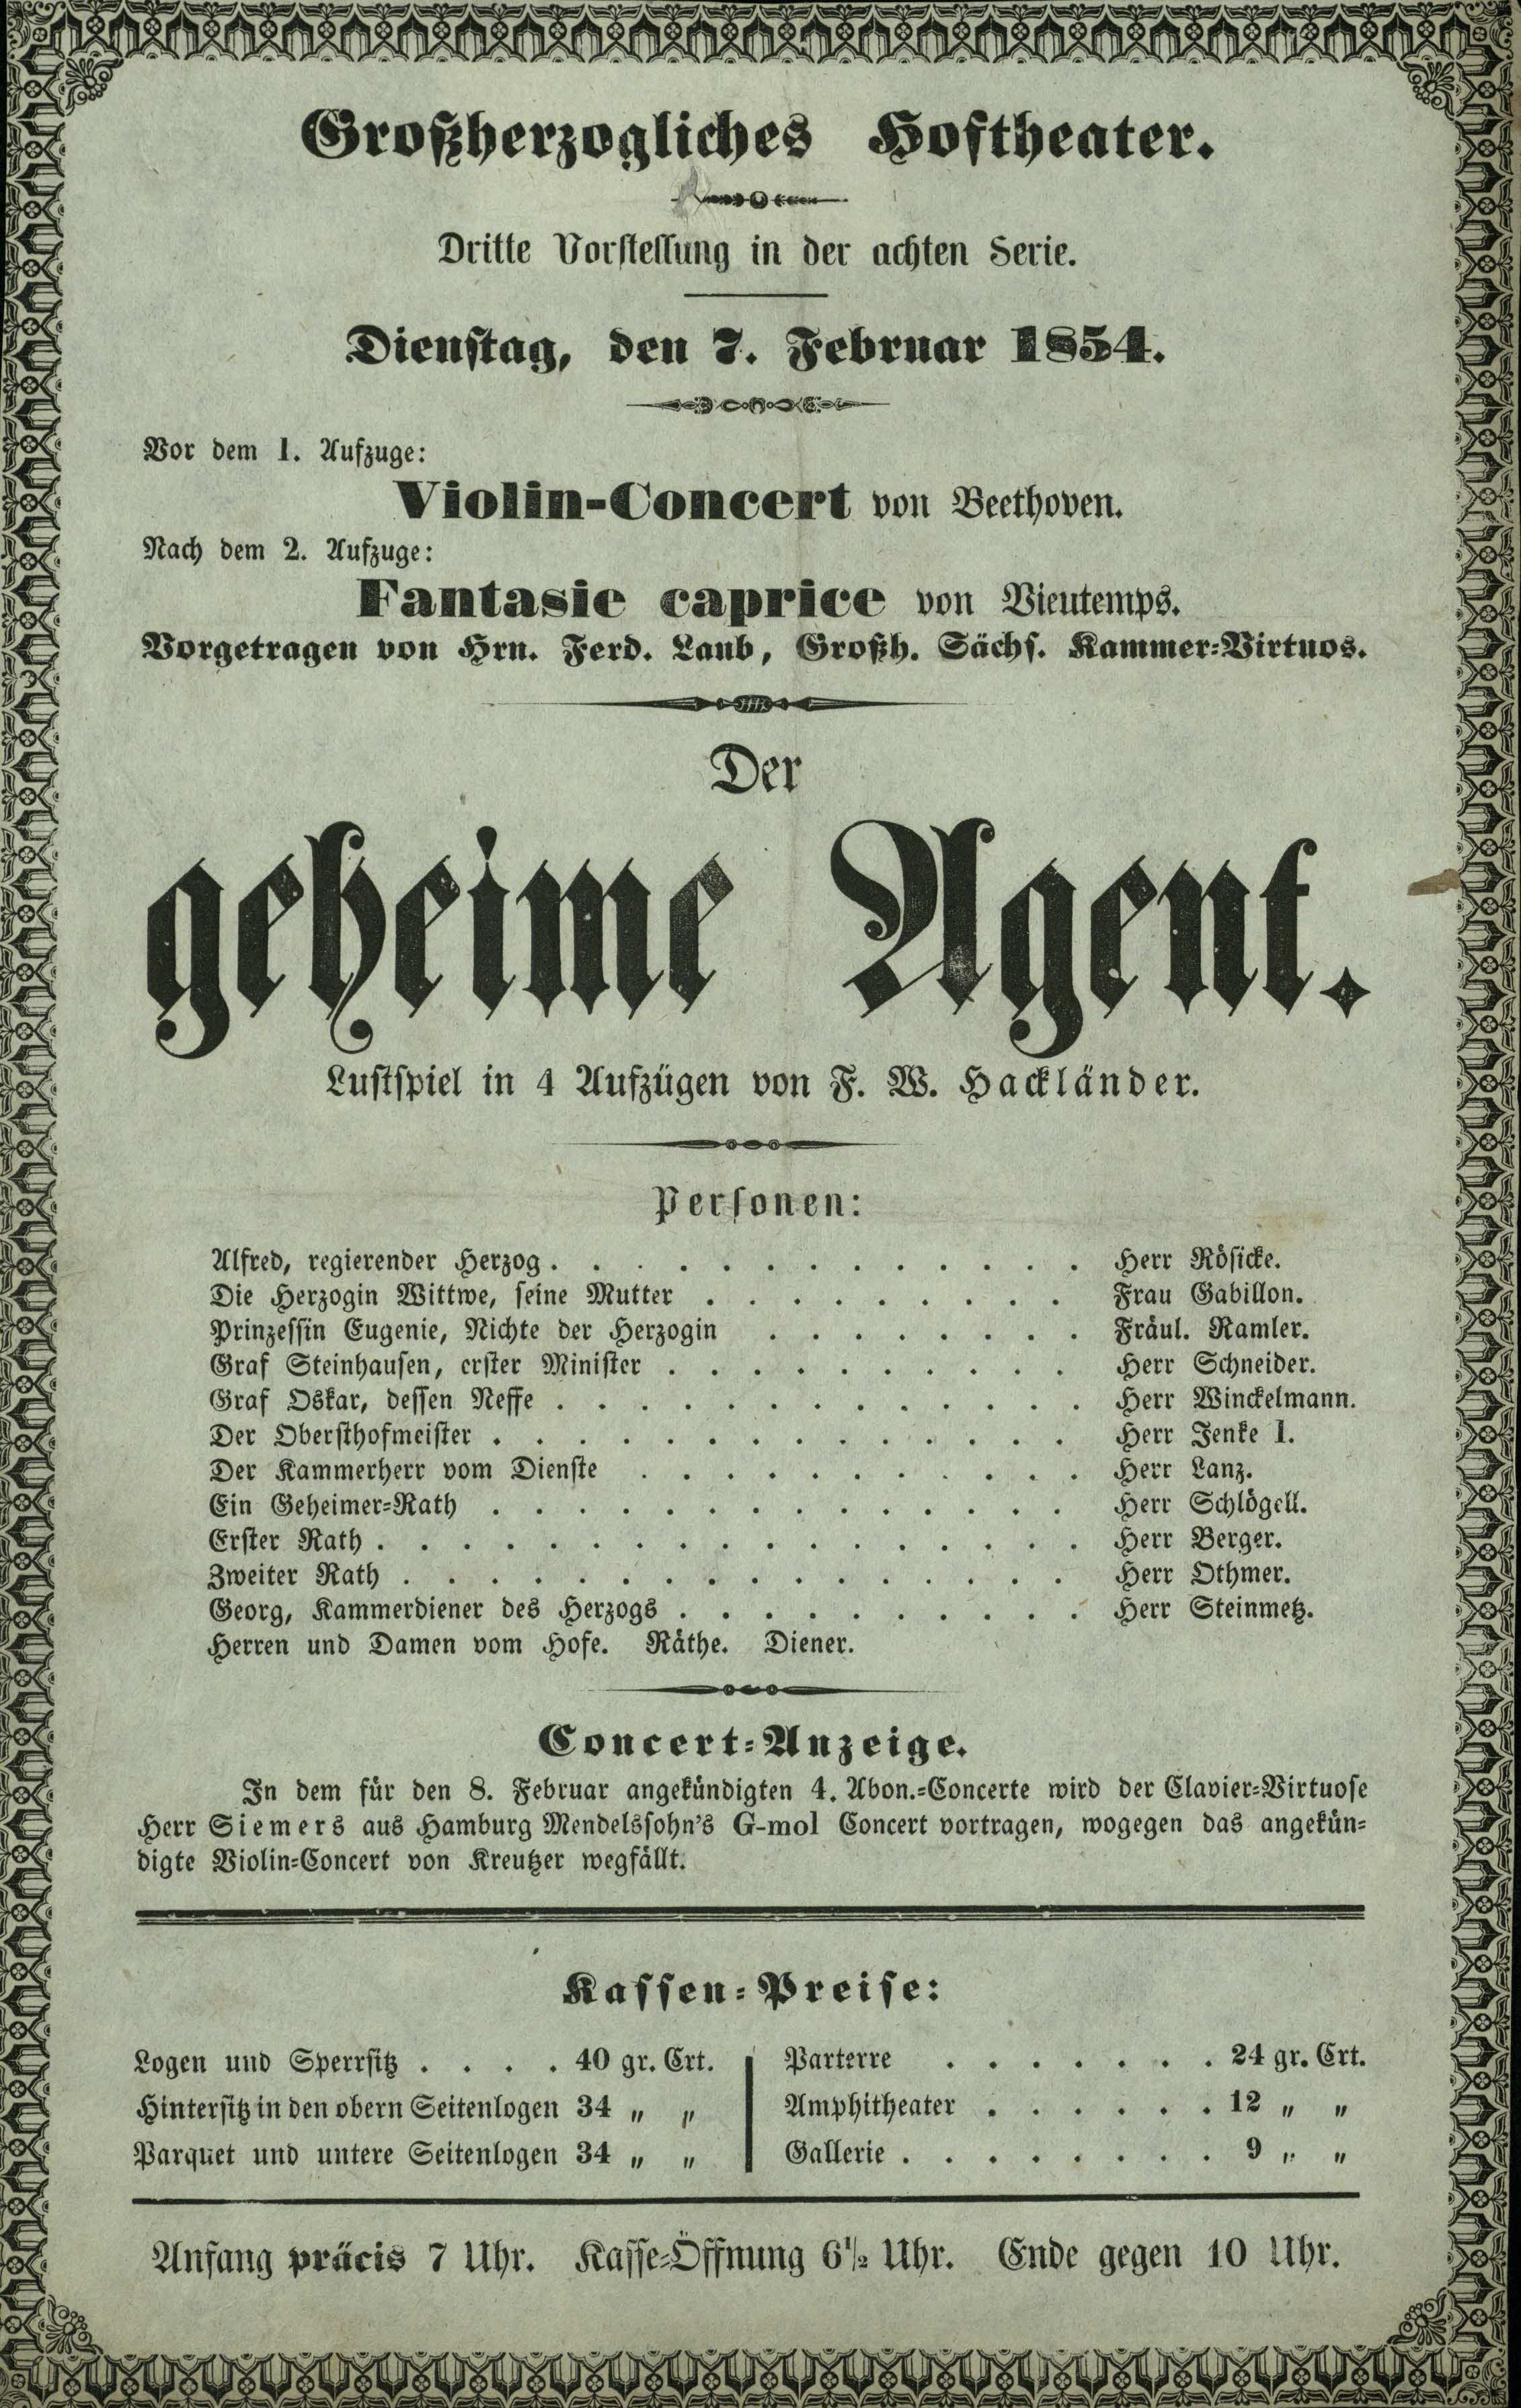 Großherzogliches Hoftheater.
Dritte Vorstellung in der achten Serie.
Dienstag, den 7. Februar 1854.
Vor dem 1. Aufzuge:
Violin-Concert von Beethoven.
Nach dem 2. Aufzuge:
Fantasie caprice von Vieutemps.
Vorgetragen von Hrn. Ferd. Laub, Großh. Sächs. Kammer-Virtuos.
Der
geheime Agent.
Lustspiel in 4 Aufzügen von F. W. Hackländer.
Personen:
Alfred, regierender Herzog . . . . . . . . . . . . . Herr Rösicke.
Die Herzogin Wittwe, seine Mutter . . . . . . . . . Frau Gabillon.
Prinzessin Eugenie, Nichte der Herzogin . . . . . . . . Fräul. Ramler.
Graf Steinhausen, erster Minister . . . . . . . . . . Herr Schneider.
Graf Oskar, dessen Neffe . . . . . . . . . . . . . Herr Winckelmann.
Der Obersthofmeister . . . . . . . . . . . . . . Herr Jenke I.
Der Kammerherr vom Dienste . . . . . . . . . . . Herr Lanz.
Ein Geheimer-Rath . . . . . . . . . . . . . . Herr Schlögell.
Erster Rath . . . . . . . . . . . . . . . . . Herr Berger.
Zweiter Rath . . . . . . . . . . . . . . . . Herr Othmer.
Georg, Kammerdiener des Herzogs . . . . . . . . . . Herr Steinmetz.
Herren und Damen vom Hofe. Räthe. Diener.
Concert-Anzeige.
In dem für den 8. Februar angekündigten 4. Abon.-Concerte wird der Clavier-Virtuose
Herr Siemers aus Hamburg Mendelssohn's G-mol Concert vortragen, wogegen das angekün-
digte Violin-Concert von Kreutzer wegfällt.
Kassen-Preise:
Logen und Sperrsitz . . . . 40 gr. Crt.
Hintersitz in den obern Seitenlogen 34 „ „
Parquet und untere Seitenlogen 34 „ „
Parterre . . . . . . . 24 gr. Crt.
Amphitheater . . . . . . 12 „ „
Gallerie . . . . . . . . 9 „ „
Anfang präcis 7 Uhr. Kasse-Öffnung 6½ Uhr. Ende gegen 10 Uhr.